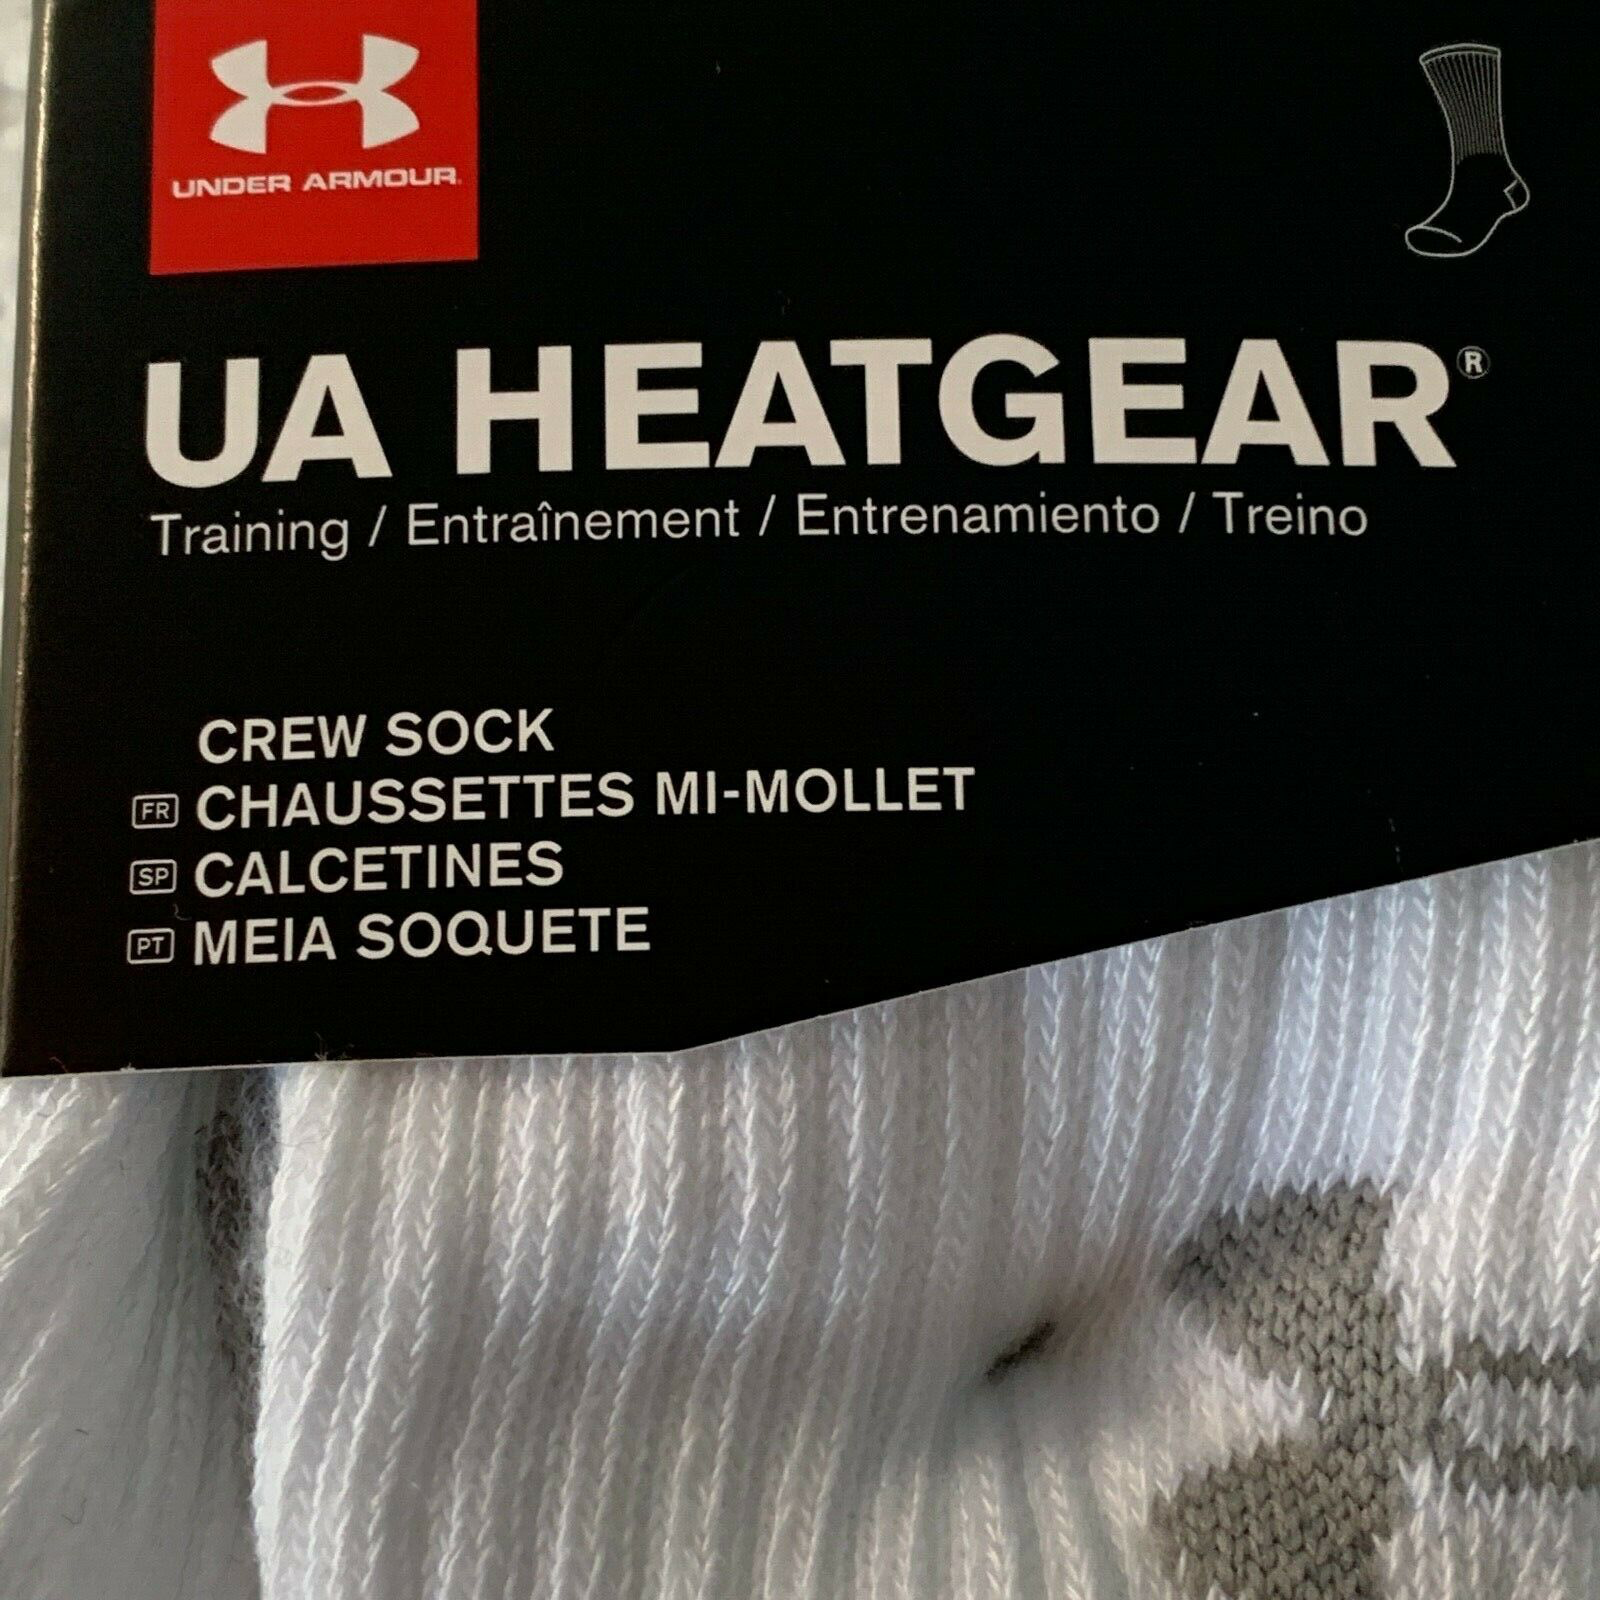 UNDER ARMOUR.
UA HEATGEAR®
Training / Entraînement / Entrenamiento / Treino
CREW SOCK
FR CHAUSSETTES MI-MOLLET
SP CALCETINES
PT MEIA SOQUETE